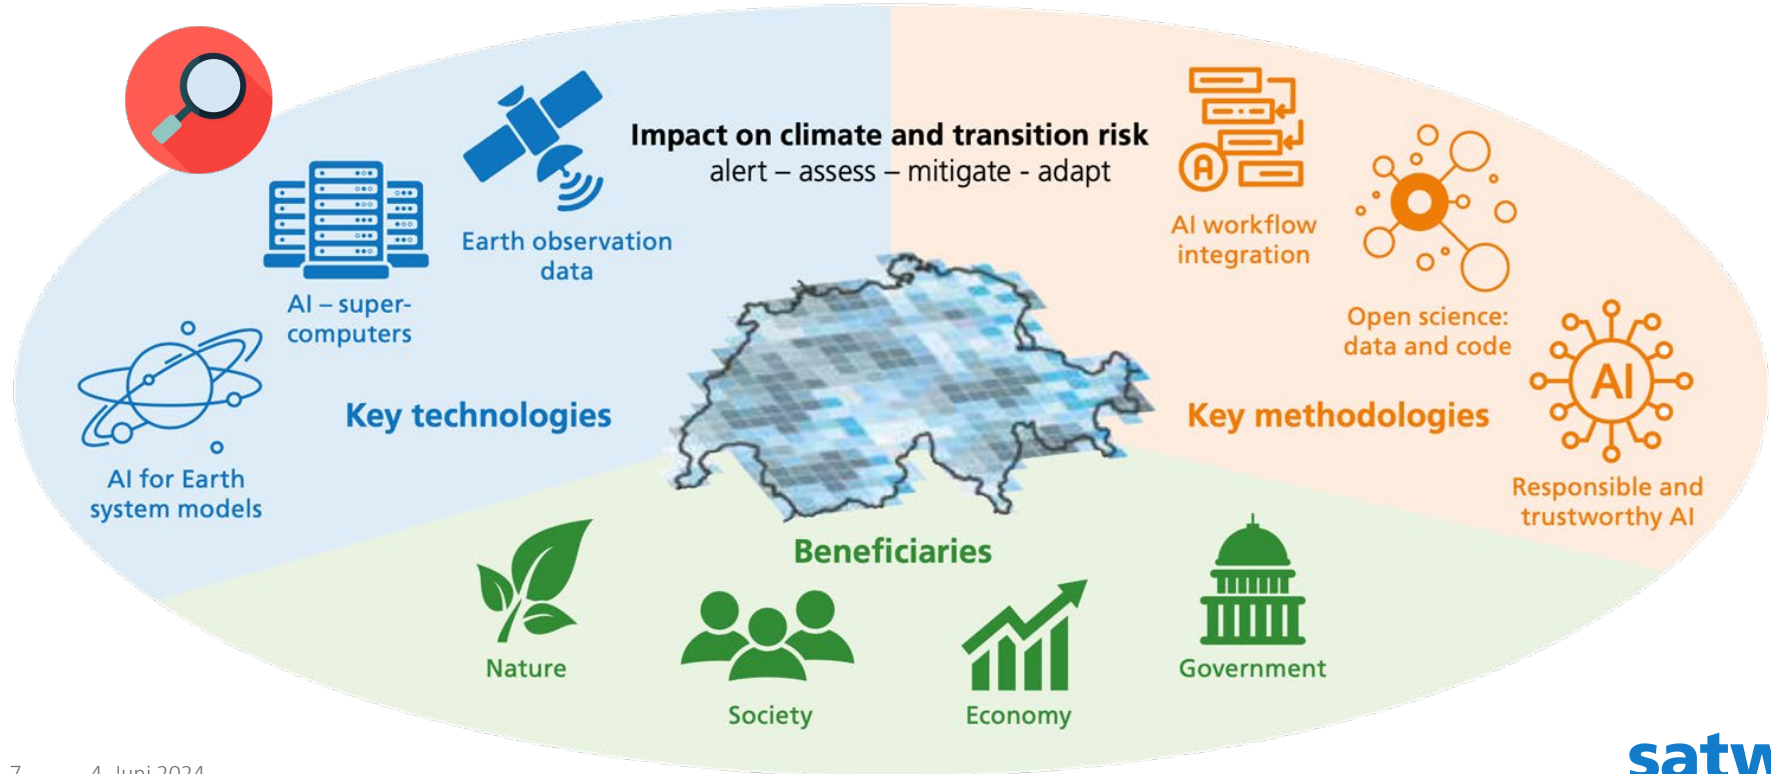 Impact on climate and transition risk
alert – assess – mitigate - adapt
Earth observation
data
AI – super-
computers
AI for Earth
system models
Key technologies
AI workflow
integration
Open science:
data and code
AI
Responsible and
trustworthy AI
Key methodologies
Beneficiaries
Nature
Society
Economy
Government
7
4. Juni 2024
satw